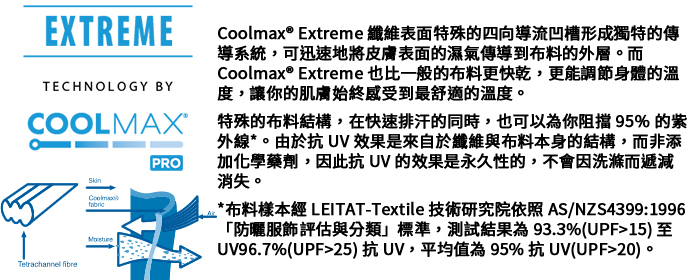 EXTREME
TECHNOLOGY BY
COOLMAX®
PRO
Skin
Coolmax®
fabric
Air
Moisture
Tetrachannel fibre
Coolmax® Extreme 纖維表面特殊的四向導流凹槽形成獨特的傳
導系統，可迅速地將皮膚表面的濕氣傳導到布料的外層。而
Coolmax® Extreme 也比一般的布料更快乾，更能調節身體的溫
度，讓你的肌膚始終感受到最舒適的溫度。
特殊的布料結構，在快速排汗的同時，也可以為你阻擋 95% 的紫
外線*。由於抗 UV 效果是來自於纖維與布料本身的結構，而非添
加化學藥劑，因此抗 UV 的效果是永久性的，不會因洗滌而遞減
消失。
*布料樣本經 LEITAT-Textile 技術研究院依照 AS/NZS4399:1996
「防曬服飾評估與分類」標準，測試結果為 93.3%(UPF>15) 至
UV96.7%(UPF>25) 抗 UV，平均值為 95% 抗 UV(UPF>20)。